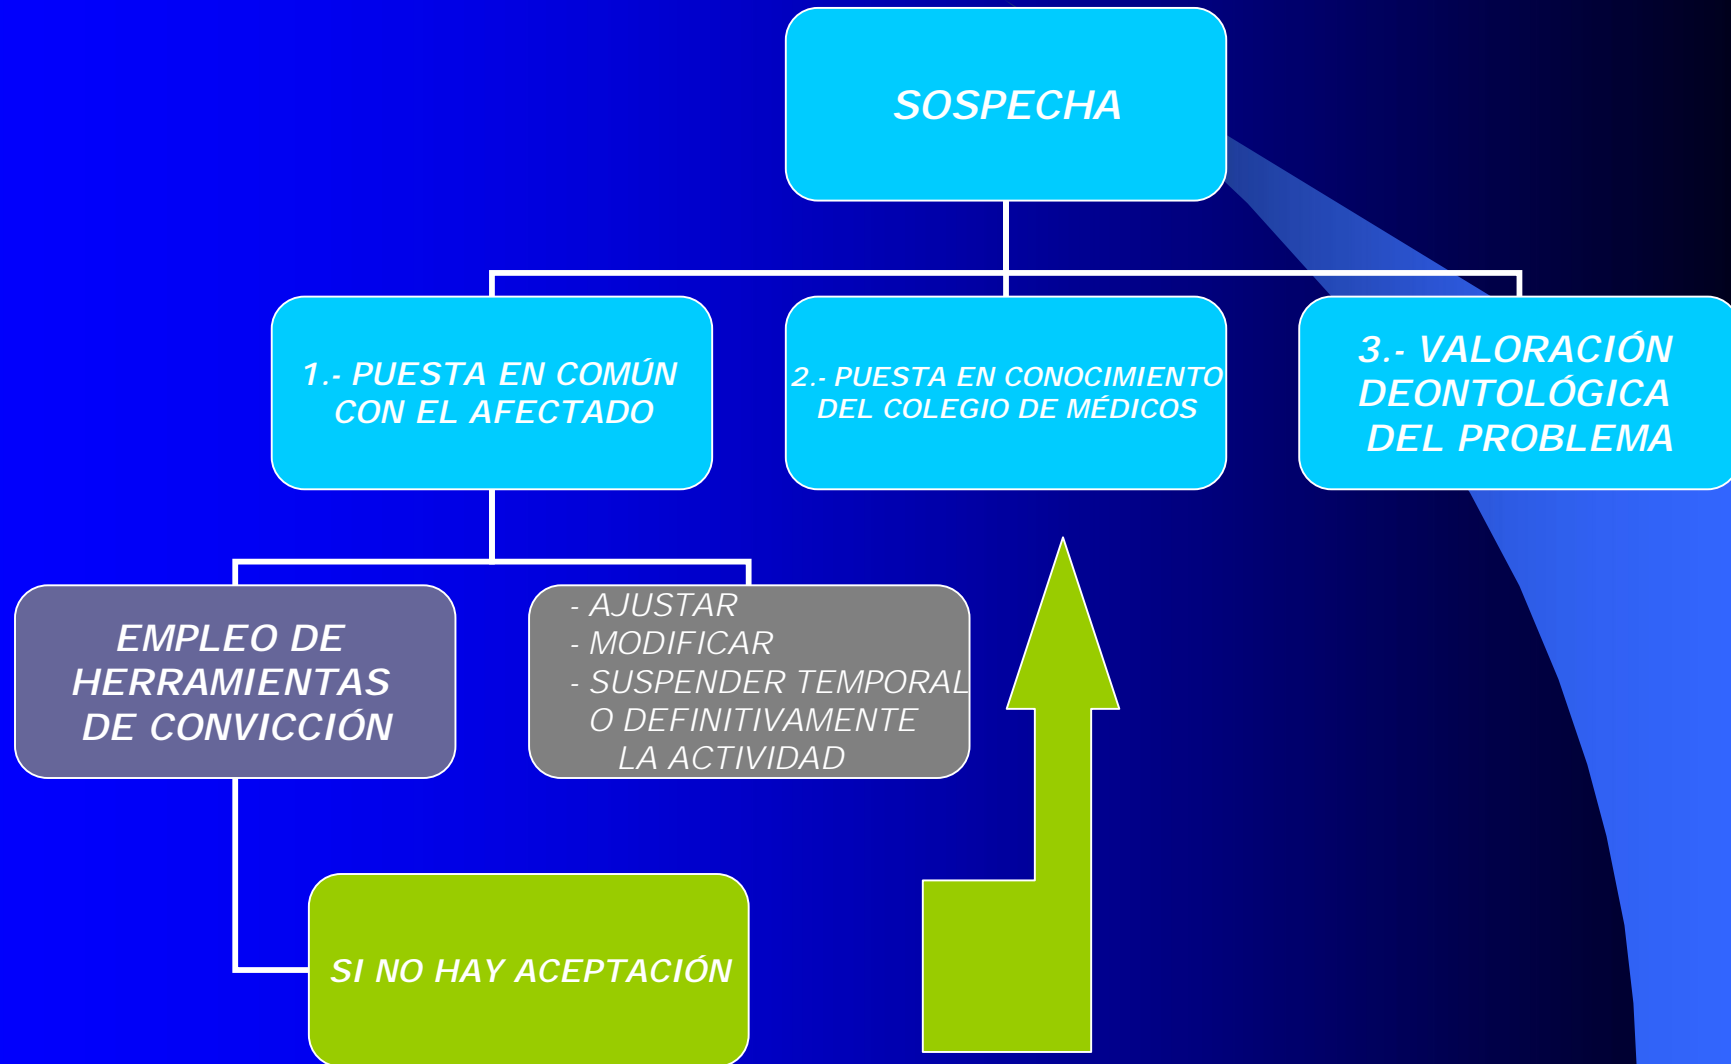 SOSPECHA
1.- PUESTA EN COMÚN
CON EL AFECTADO
2.- PUESTA EN CONOCIMIENTO
DEL COLEGIO DE MÉDICOS
3.- VALORACIÓN
DEONTOLÓGICA
DEL PROBLEMA
EMPLEO DE
HERRAMIENTAS
DE CONVICCIÓN
- AJUSTAR
- MODIFICAR
- SUSPENDER TEMPORAL
O DEFINITIVAMENTE
LA ACTIVIDAD
SI NO HAY ACEPTACIÓN